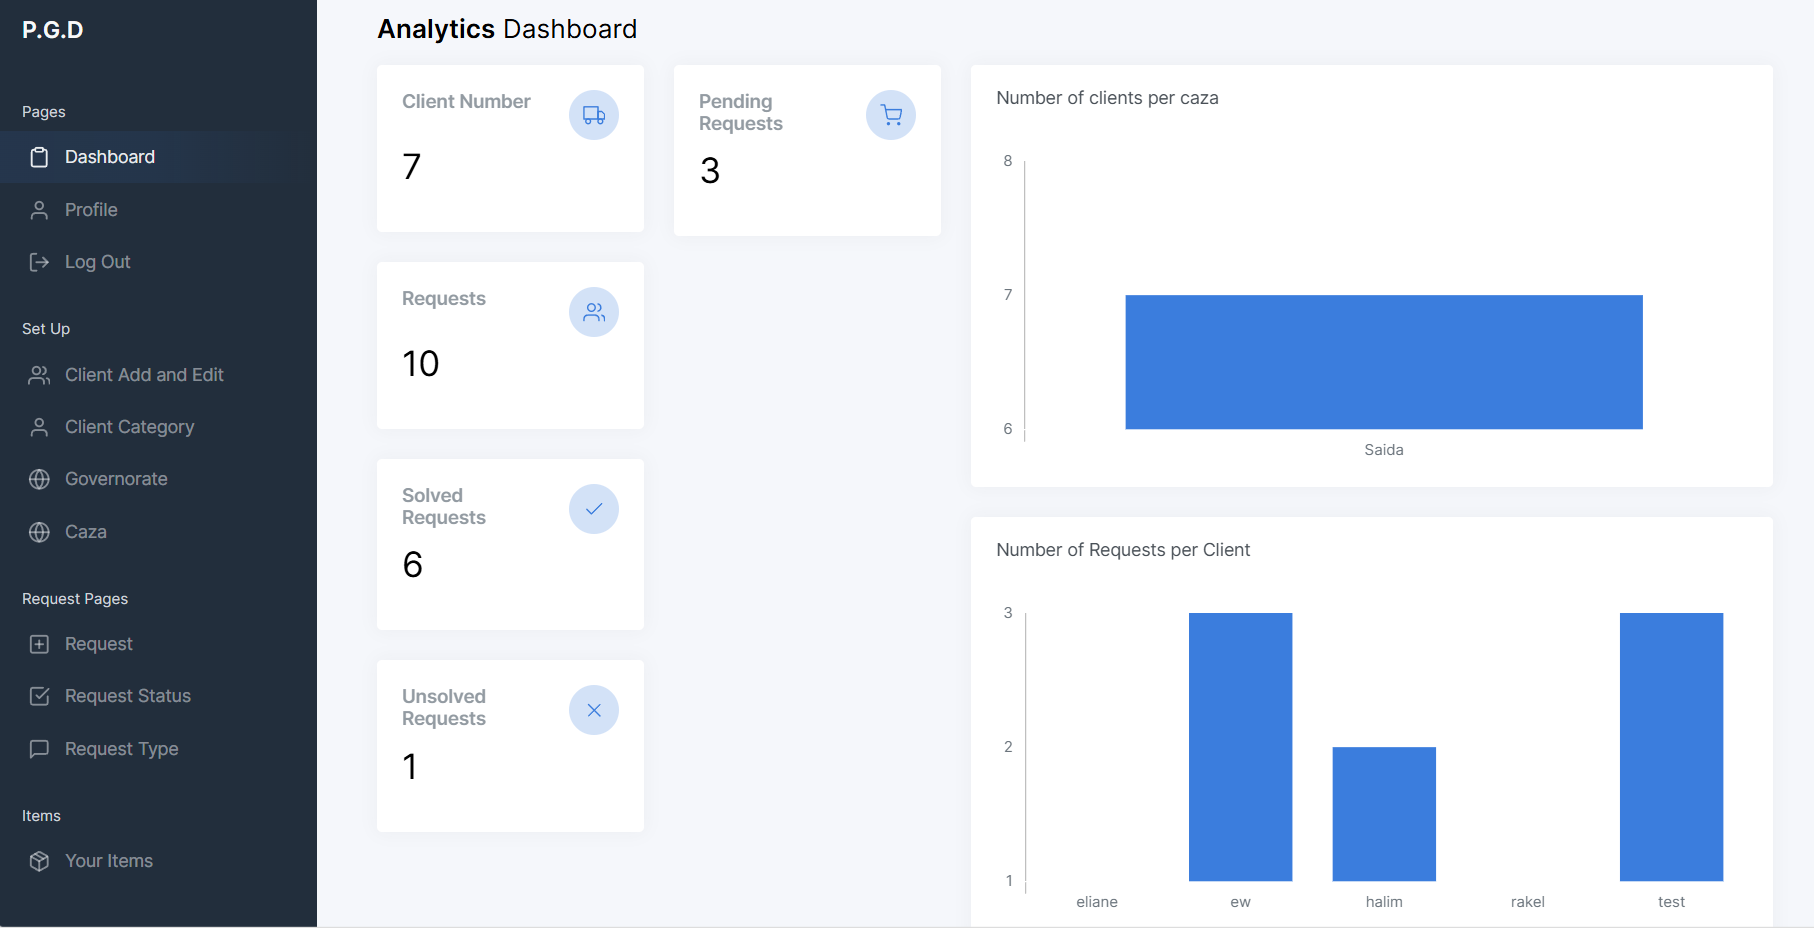 P.G.D
Pages
Dashboard
Profile
Log Out
Set Up
Client Add and Edit
Client Category
Governorate
Caza
Request Pages
Request
Request Status
Request Type
Items
Your Items
Analytics Dashboard
Client Number
7
Pending
Requests
3
Requests
10
Solved
Requests
6
Unsolved
Requests
1
Number of clients per caza
8
7
6
Saida
Number of Requests per Client
3
2
1
eliane ew halim rakel test